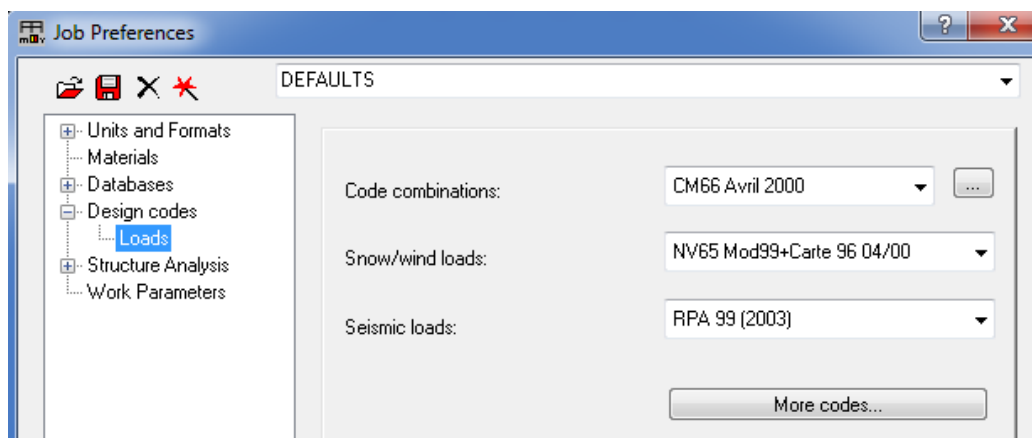 Job Preferences
DEFAULTS
Units and Formats
Materials
Databases
Design codes
Loads
Structure Analysis
Work Parameters
Code combinations:
CM66 Avril 2000
...
Snow/wind loads:
NV65 Mod99+Carte 96 04/00
Seismic loads:
RPA 99 (2003)
More codes...